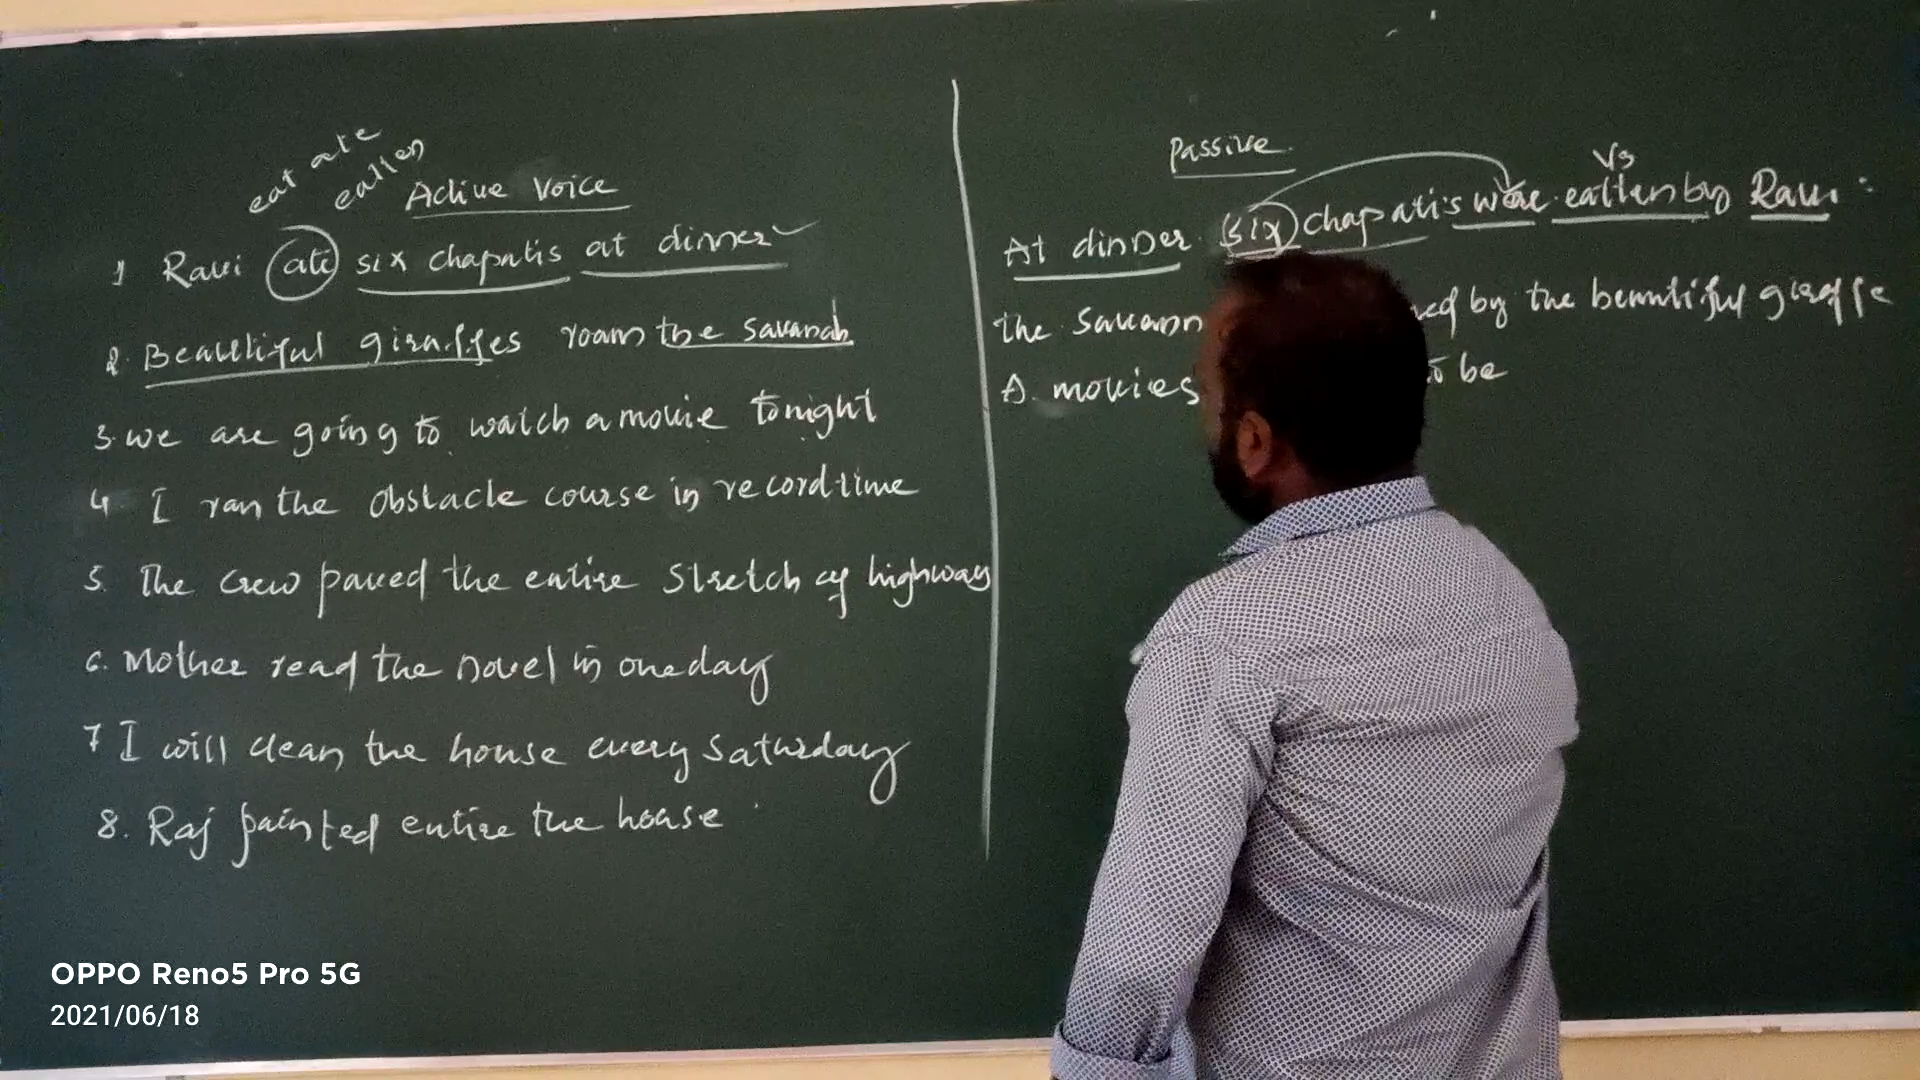 eat ate
eatten
Active Voice
1 Ravi ate six chapatis at dinner
2. Beautiful giraffes roam the savanah
3. we are going to watch a movie tonight
4 I ran the obstacle course in record time
5. The Crew paved the entire stretch of highway
6. Mother read the novel in one day
7 I will clean the house every saturday
8. Raj painted entire the house
Passive
V3
At dinner six chapatis were eatten by Ravi
the savann by the beautiful giraffe
A movies be
OPPO Reno5 Pro 5G
2021/06/18